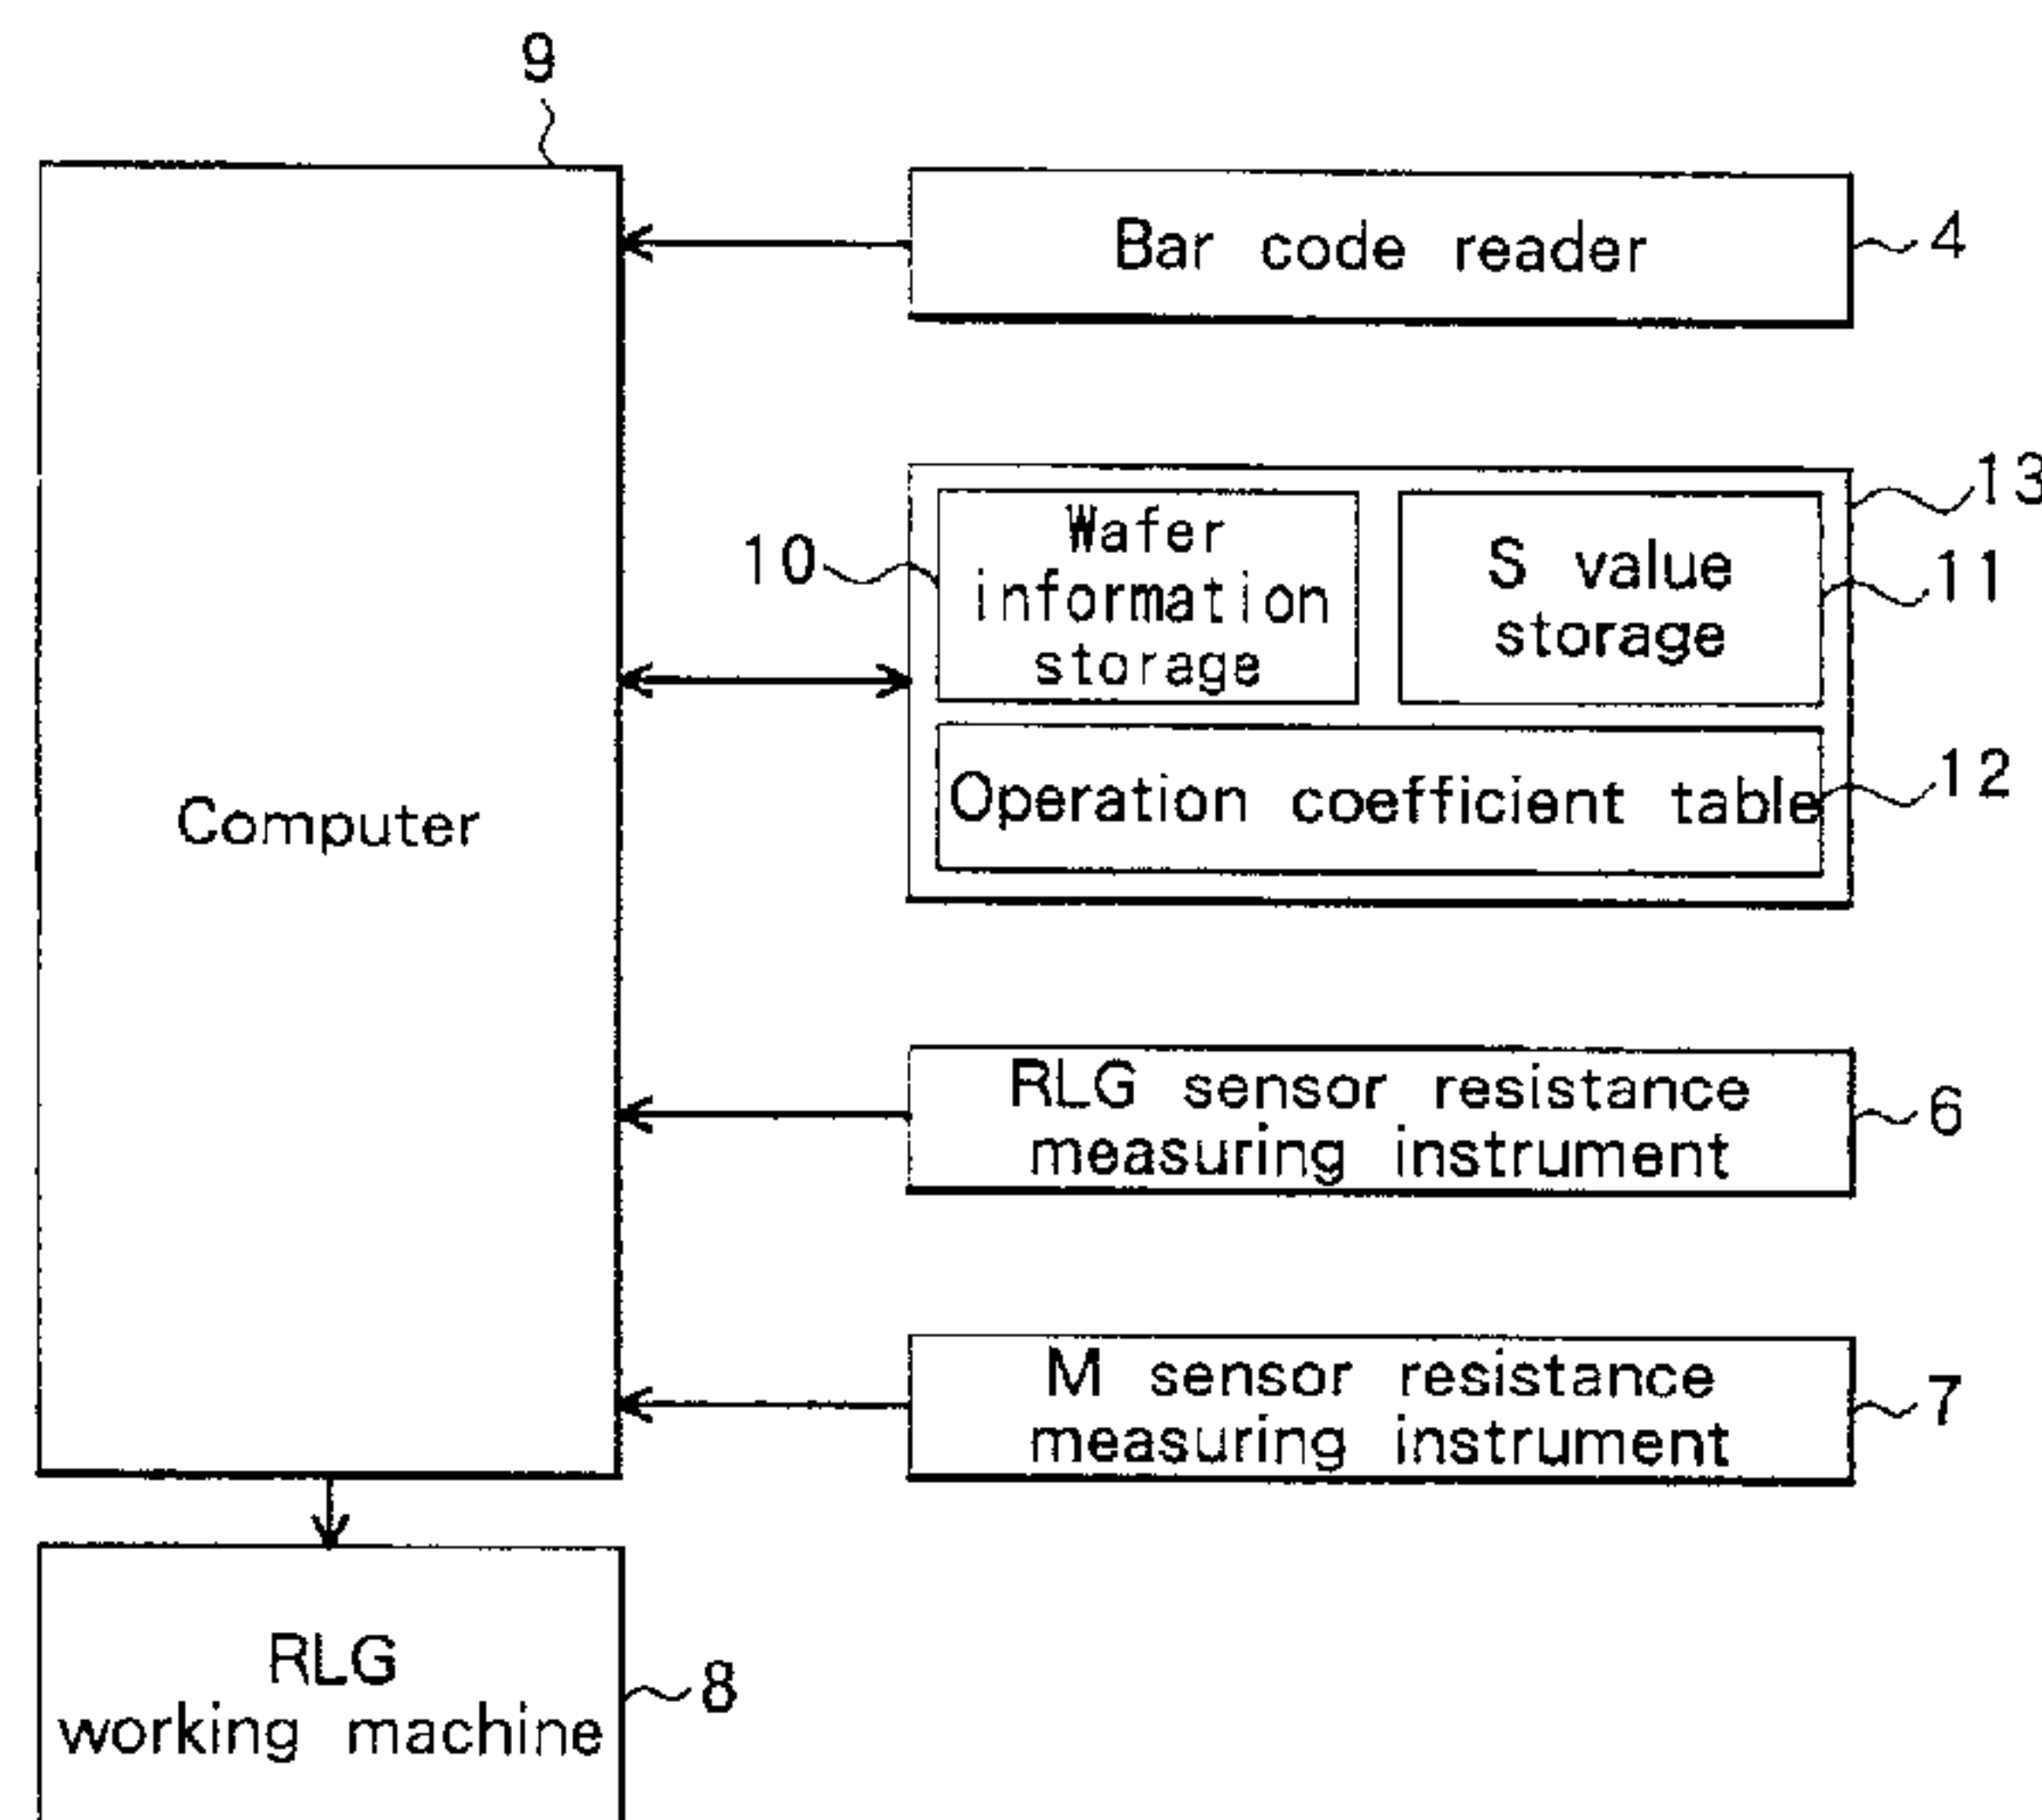 9
Bar code reader
4
13
Wafer
information
storage
10
S value
storage
11
Operation coefficient table
12
Computer
RLG sensor resistance
measuring instrument
6
M sensor resistance
measuring instrument
7
RLG
working machine
8